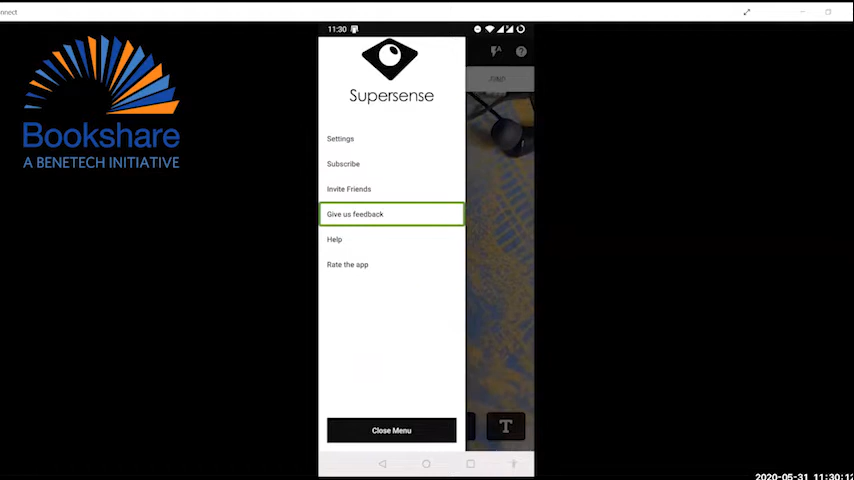 nnect
11:30
Bookshare
A BENETECH INITIATIVE
Supersense
FIND
Settings
Subscribe
Invite Friends
Give us feedback
Help
Rate the app
Close Menu
T
2020-05-31 11:30:12